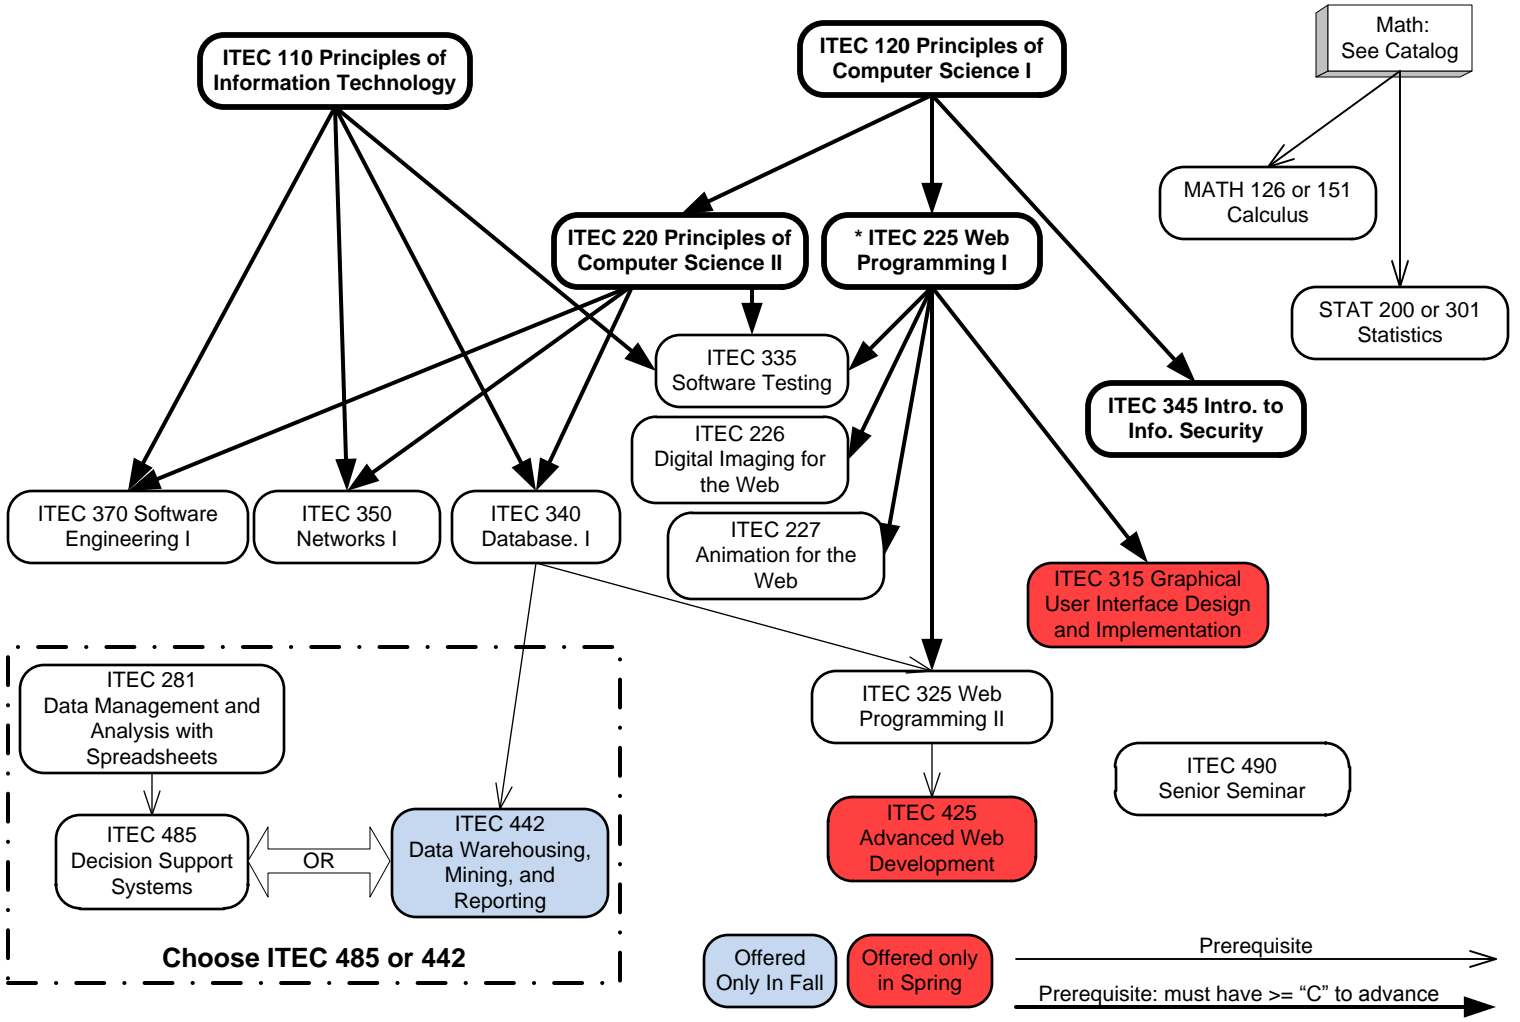 ITEC 110 Principles of
Information Technology
ITEC 120 Principles of
Computer Science I
Math:
See Catalog
MATH 126 or 151
Calculus
ITEC 220 Principles of
Computer Science II
* ITEC 225 Web
Programming I
STAT 200 or 301
Statistics
ITEC 335
Software Testing
ITEC 345 Intro. to
Info. Security
ITEC 226
Digital Imaging for
the Web
ITEC 370 Software
Engineering I
ITEC 350
Networks I
ITEC 340
Database. I
ITEC 227
Animation for the
Web
ITEC 315 Graphical
User Interface Design
and Implementation
ITEC 281
Data Management and
Analysis with
Spreadsheets
ITEC 325 Web
Programming II
ITEC 490
Senior Seminar
ITEC 485
Decision Support
Systems
OR
ITEC 442
Data Warehousing,
Mining, and
Reporting
ITEC 425
Advanced Web
Development
Choose ITEC 485 or 442
Offered
Only In Fall
Offered only
in Spring
Prerequisite
Prerequisite: must have >= “C” to advance